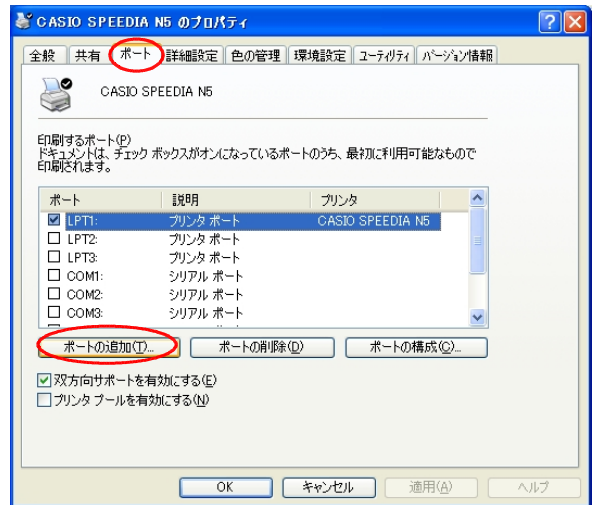 CASIO SPEEDIA N5 のプロパティ
全般 共有 ポート 詳細設定 色の管理 環境設定 ユーティリティ バージョン情報
CASIO SPEEDIA N5
印刷するポート(P)
ドキュメントは、チェック ボックスがオンになっているポートのうち、最初に利用可能なもので
印刷されます。
ポート 説明 プリンタ
LPT1: プリンタ ポート CASIO SPEEDIA N5
LPT2: プリンタ ポート
LPT3: プリンタ ポート
COM1: シリアル ポート
COM2: シリアル ポート
COM3: シリアル ポート
ポートの追加(T)... ポートの削除(D) ポートの構成(C)...
双方向サポートを有効にする(E)
プリンタ プールを有効にする(N)
OK キャンセル 適用(A) ヘルプ